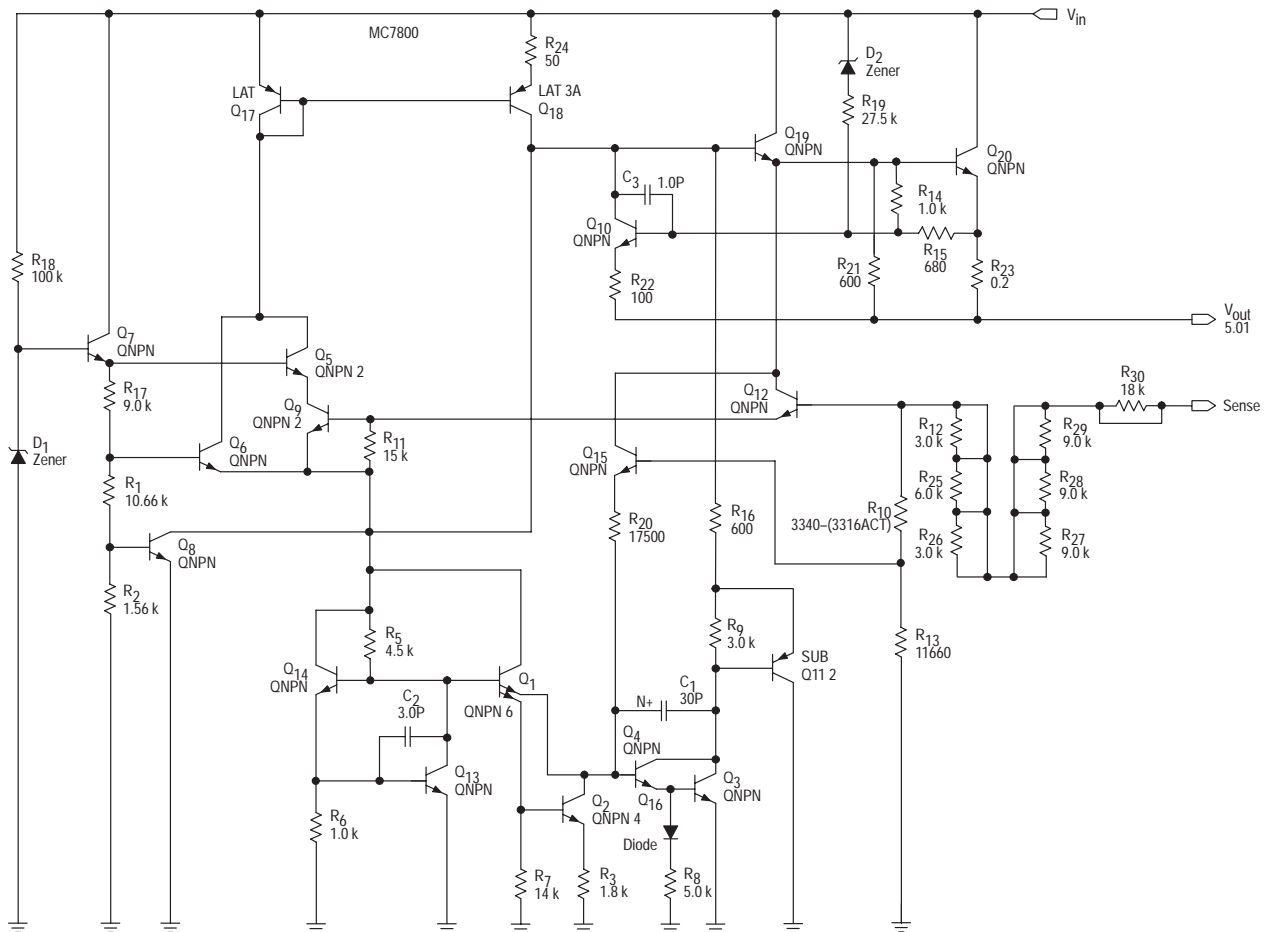 MC7800
Vin
R24
50
D2
Zener
LAT
Q17
LAT 3A
Q18
R19
27.5 k
Q19
QNPN
Q20
QNPN
C3 1.0P
R14
1.0 k
Q10
QNPN
R18
100 k
R15
680
R21
600
R22
100
R23
0.2
Vout
5.01
Q7
QNPN
Q5
QNPN 2
R17
9.0 k
Q9
QNPN 2
Q12
QNPN
R30
18 k
Sense
D1
Zener
Q6
QNPN
R11
15 k
R12
3.0 k
R29
9.0 k
Q15
QNPN
R1
10.66 k
R25
6.0 k
R28
9.0 k
R20
17500
R16
600
R10
3340–(3316ACT)
R26
3.0 k
R27
9.0 k
Q8
QNPN
R2
1.56 k
R5
4.5 k
R9
3.0 k
R13
11660
Q14
QNPN
Q1
QNPN 6
SUB
Q11 2
C2
3.0P
N+
C1
30P
Q4
QNPN
Q13
QNPN
Q2
QNPN 4
Q16
Q3
QNPN
R6
1.0 k
Diode
R7
14 k
R3
1.8 k
R8
5.0 k